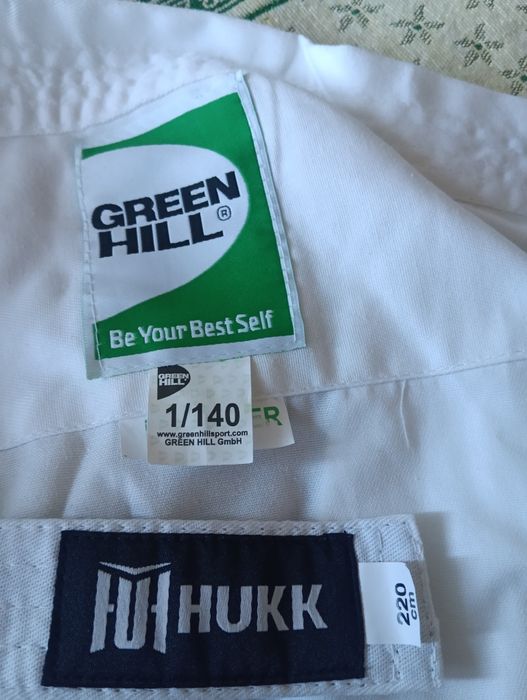 GREEN
HILL®
Be Your Best Self
GREEN
HILL
1/140
ER
www.greenhillsport.com
GREEN HILL GmbH
HUKK
220
cm